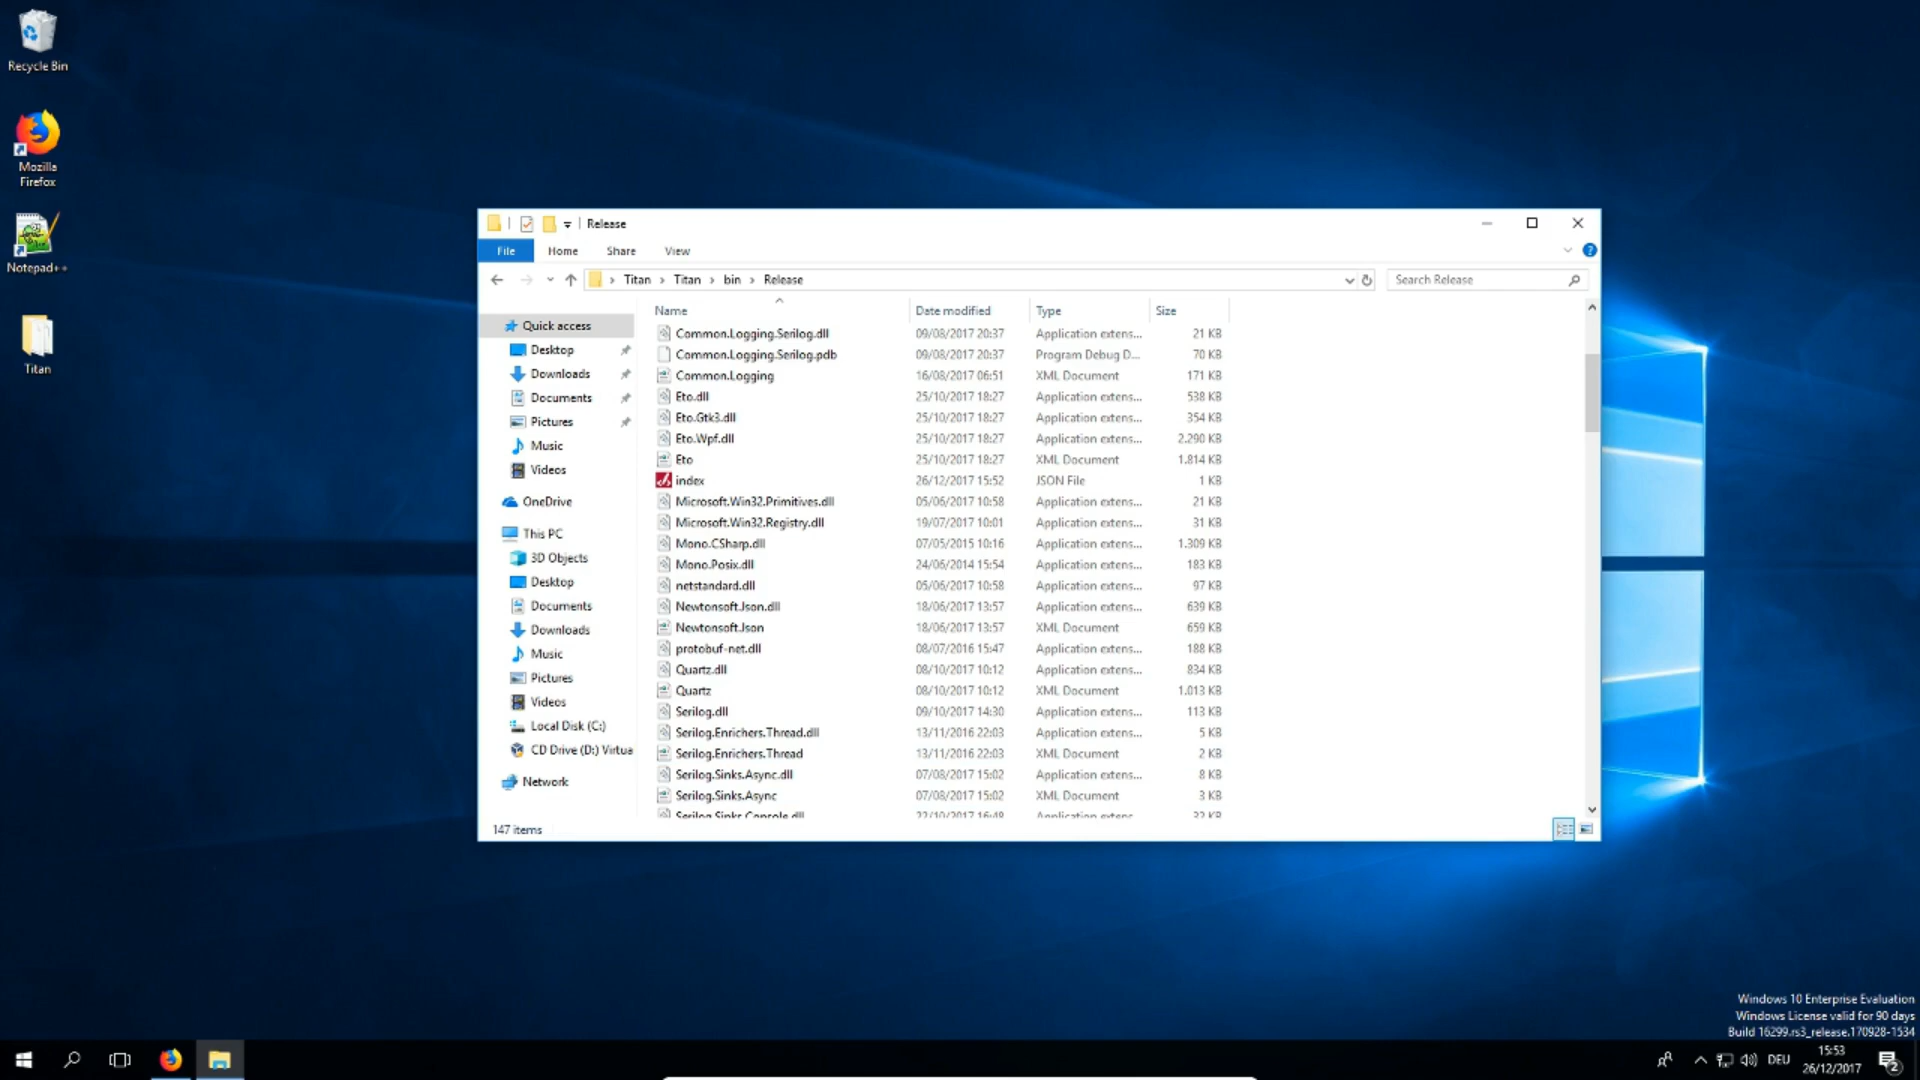 Recycle Bin
Mozilla
Firefox
Notepad++
Titan
Release
File Home Share View
Titan Titan bin Release
Search Release
Name Date modified Type Size
Quick access
Desktop
Downloads
Documents
Pictures
Music
Videos
OneDrive
This PC
3D Objects
Desktop
Documents
Downloads
Music
Pictures
Videos
Local Disk (C:)
CD Drive (D:) Virtua
Network
Common.Logging.Serilog.dll 09/08/2017 20:37 Application extens... 21 KB
Common.Logging.Serilog.pdb 09/08/2017 20:37 Program Debug D... 70 KB
Common.Logging 16/08/2017 06:51 XML Document 171 KB
Eto.dll 25/10/2017 18:27 Application extens... 538 KB
Eto.Gtk3.dll 25/10/2017 18:27 Application extens... 354 KB
Eto.Wpf.dll 25/10/2017 18:27 Application extens... 2.290 KB
Eto 25/10/2017 18:27 XML Document 1.814 KB
index 26/12/2017 15:52 JSON File 1 KB
Microsoft.Win32.Primitives.dll 05/06/2017 10:58 Application extens... 21 KB
Microsoft.Win32.Registry.dll 19/07/2017 10:01 Application extens... 31 KB
Mono.CSharp.dll 07/05/2015 10:16 Application extens... 1.309 KB
Mono.Posix.dll 24/06/2014 15:54 Application extens... 183 KB
netstandard.dll 05/06/2017 10:58 Application extens... 97 KB
Newtonsoft.Json.dll 18/06/2017 13:57 Application extens... 639 KB
Newtonsoft.Json 18/06/2017 13:57 XML Document 659 KB
protobuf-net.dll 08/07/2016 15:47 Application extens... 188 KB
Quartz.dll 08/10/2017 10:12 Application extens... 834 KB
Quartz 08/10/2017 10:12 XML Document 1.013 KB
Serilog.dll 09/10/2017 14:30 Application extens... 113 KB
Serilog.Enrichers.Thread.dll 13/11/2016 22:03 Application extens... 5 KB
Serilog.Enrichers.Thread 13/11/2016 22:03 XML Document 2 KB
Serilog.Sinks.Async.dll 07/08/2017 15:02 Application extens... 8 KB
Serilog.Sinks.Async 07/08/2017 15:02 XML Document 3 KB
Serilog.Sinks.Console.dll 22/10/2017 16:48 Application extens... 32 KB
147 items
Windows 10 Enterprise Evaluation
Windows License valid for 90 days
Build 16299.rs3_release.170928-1534
DEU
15:53
26/12/2017
2